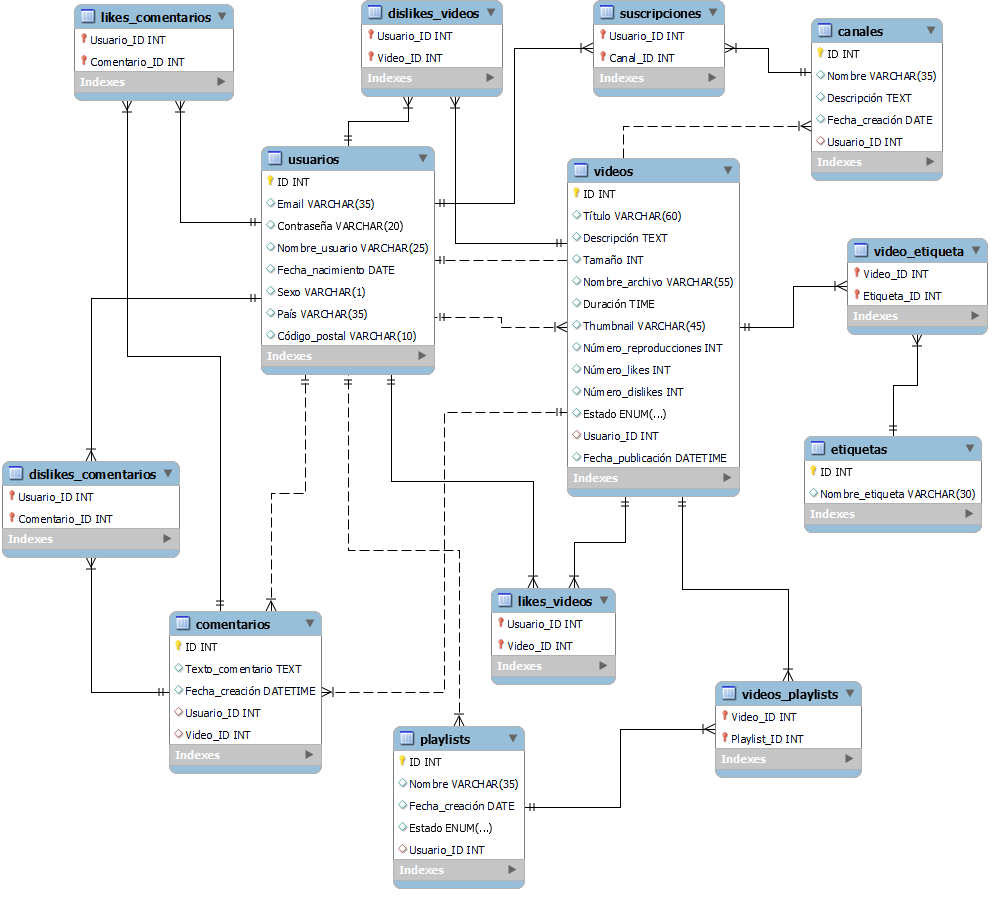 likes_comentarios
Usuario_ID INT
Comentario_ID INT
Indexes
dislikes_videos
Usuario_ID INT
Video_ID INT
Indexes
suscripciones
Usuario_ID INT
Canal_ID INT
Indexes
canales
ID INT
Nombre VARCHAR(35)
Descripción TEXT
Fecha_creación DATE
Usuario_ID INT
Indexes
usuarios
ID INT
Email VARCHAR(35)
Contraseña VARCHAR(20)
Nombre_usuario VARCHAR(25)
Fecha_nacimiento DATE
Sexo VARCHAR(1)
País VARCHAR(35)
Código_postal VARCHAR(10)
Indexes
videos
ID INT
Título VARCHAR(60)
Descripción TEXT
Tamaño INT
Nombre_archivo VARCHAR(55)
Duración TIME
Thumbnail VARCHAR(45)
Número_reproducciones INT
Número_likes INT
Número_dislikes INT
Estado ENUM(...)
Usuario_ID INT
Fecha_publicación DATETIME
Indexes
video_etiqueta
Video_ID INT
Etiqueta_ID INT
Indexes
etiquetas
ID INT
Nombre_etiqueta VARCHAR(30)
Indexes
dislikes_comentarios
Usuario_ID INT
Comentario_ID INT
Indexes
comentarios
ID INT
Texto_comentario TEXT
Fecha_creación DATETIME
Usuario_ID INT
Video_ID INT
Indexes
likes_videos
Usuario_ID INT
Video_ID INT
Indexes
videos_playlists
Video_ID INT
Playlist_ID INT
Indexes
playlists
ID INT
Nombre VARCHAR(35)
Fecha_creación DATE
Estado ENUM(...)
Usuario_ID INT
Indexes